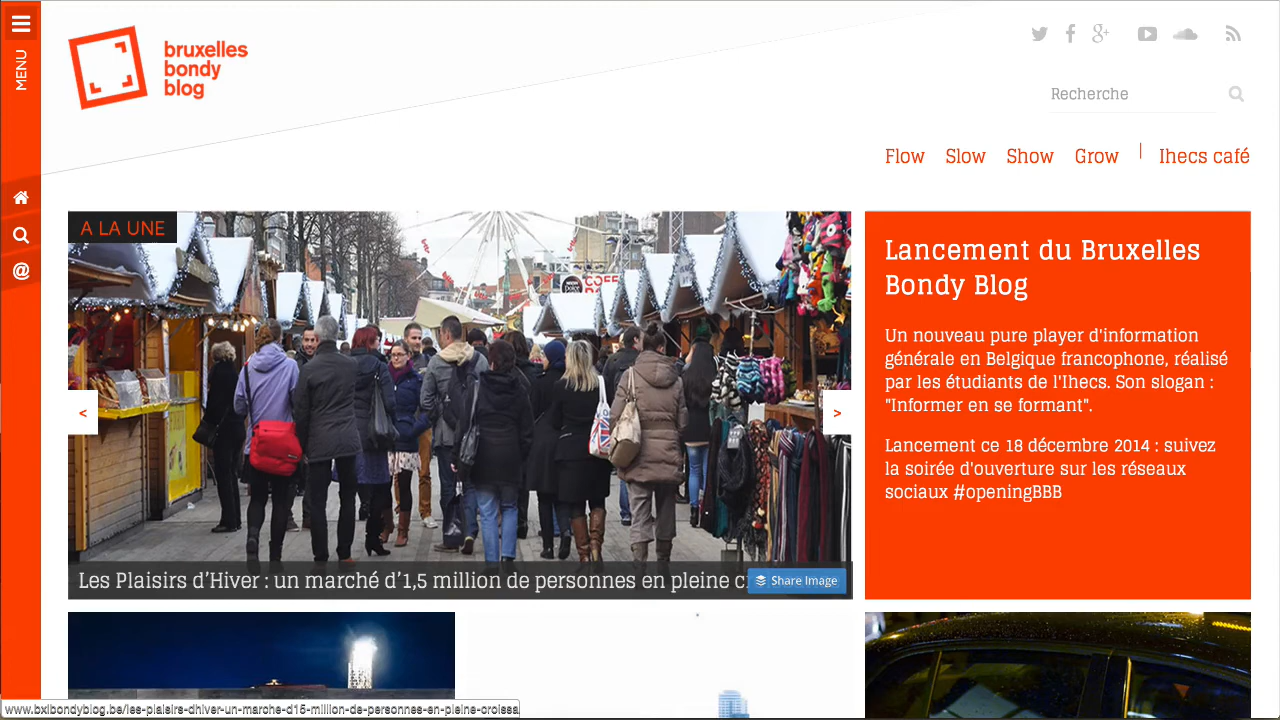 MENU
bruxelles
bondy
blog
Recherche
Flow Slow Show Grow Ihecs café
A LA UNE
COFF
< >
Les Plaisirs d’Hiver : un marché d’1,5 million de personnes en pleine
Share Image
Lancement du Bruxelles
Bondy Blog
Un nouveau pure player d'information
générale en Belgique francophone, réalisé
par les étudiants de l'Ihecs. Son slogan :
"Informer en se formant".
Lancement ce 18 décembre 2014 : suivez
la soirée d'ouverture sur les réseaux
sociaux #openingBBB
www.bxlbondyblog.be/les-plaisirs-dhiver-un-marche-d15-million-de-personnes-en-pleine-croissa